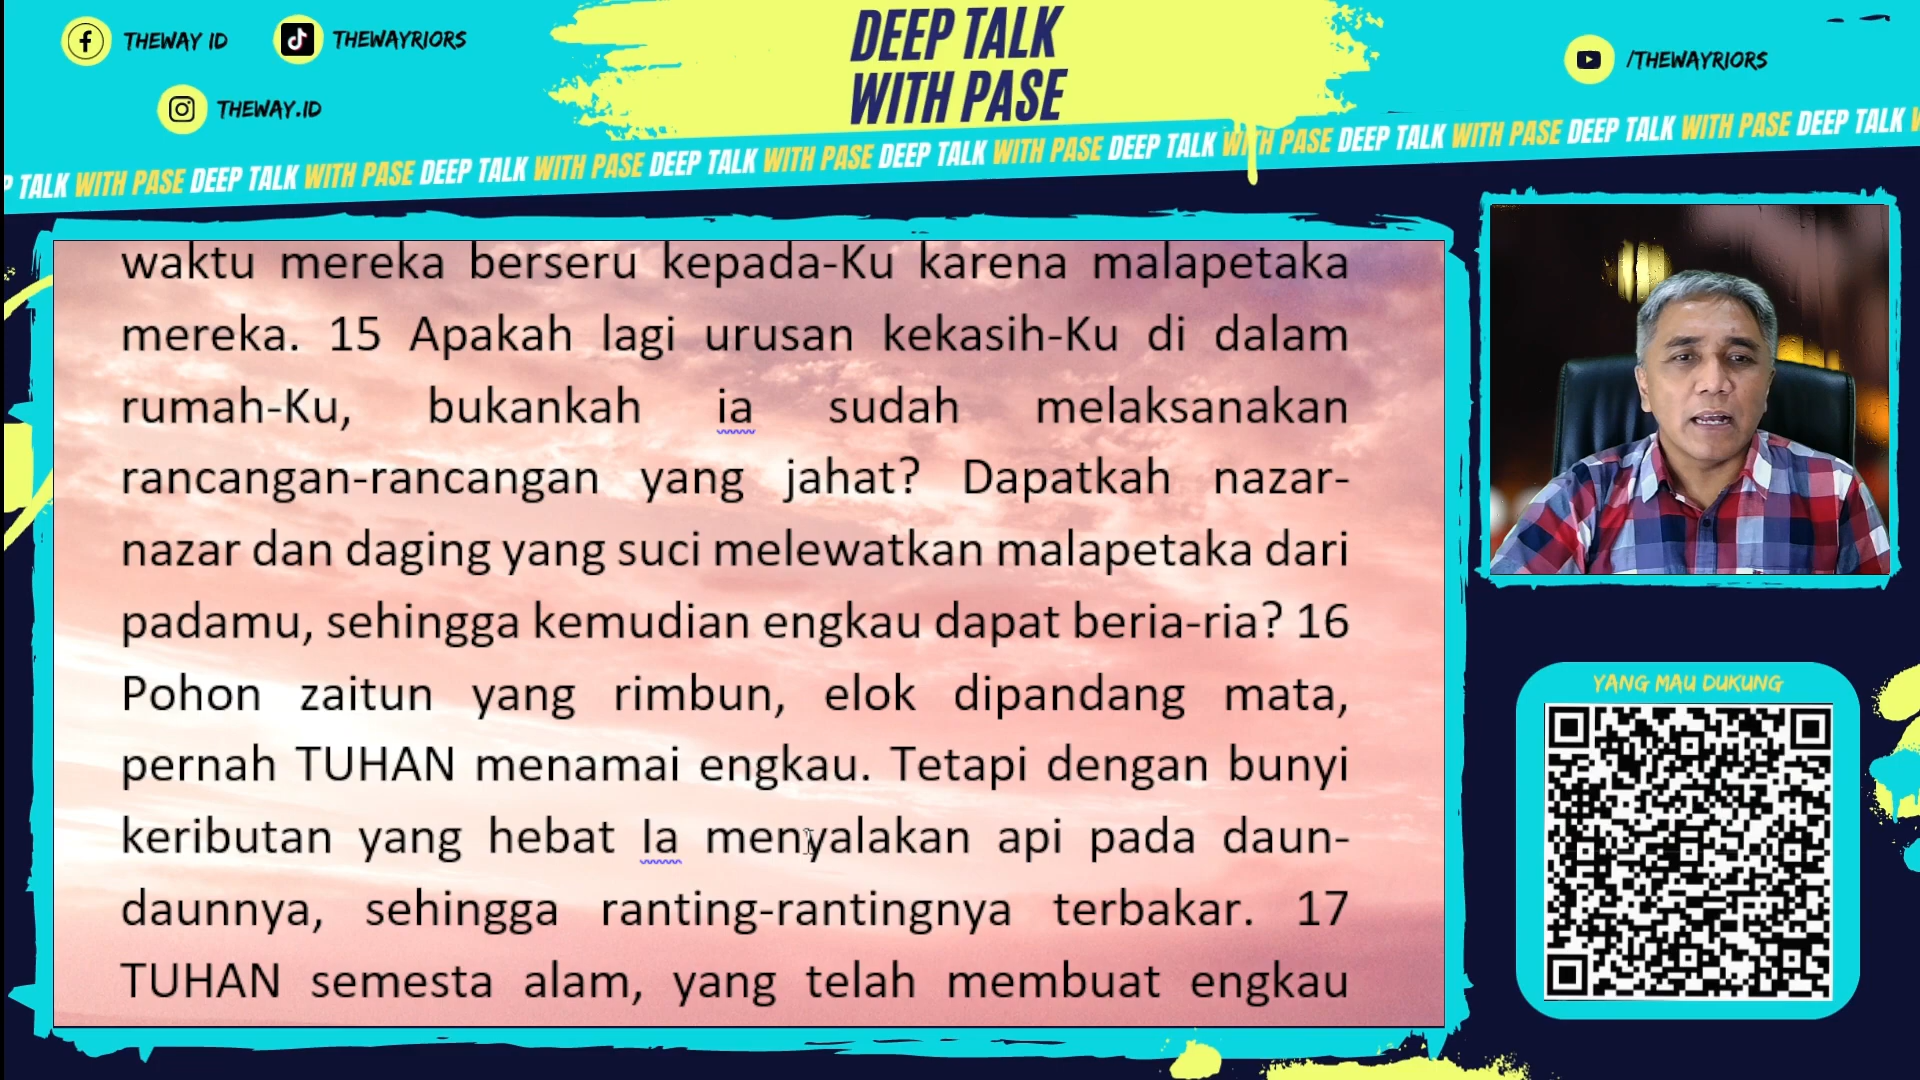 THEWAY ID
THEWAYRIORS
THEWAY.ID
DEEP TALK
WITH PASE
/THEWAYRIORS
P TALK WITH PASE DEEP TALK WITH PASE DEEP TALK WITH PASE DEEP TALK WITH PASE DEEP TALK WITH PASE DEEP TALK WITH PASE DEEP TALK WITH PASE DEEP TALK WITH PASE DEEP TALK
waktu mereka berseru kepada-Ku karena malapetaka
mereka. 15 Apakah lagi urusan kekasih-Ku di dalam
rumah-Ku, bukankah ia sudah melaksanakan
rancangan-rancangan yang jahat? Dapatkah nazar-
nazar dan daging yang suci melewatkan malapetaka dari
padamu, sehingga kemudian engkau dapat beria-ria? 16
Pohon zaitun yang rimbun, elok dipandang mata,
pernah TUHAN menamai engkau. Tetapi dengan bunyi
keributan yang hebat Ia menyalakan api pada daun-
daunnya, sehingga ranting-rantingnya terbakar. 17
TUHAN semesta alam, yang telah membuat engkau
YANG MAU DUKUNG